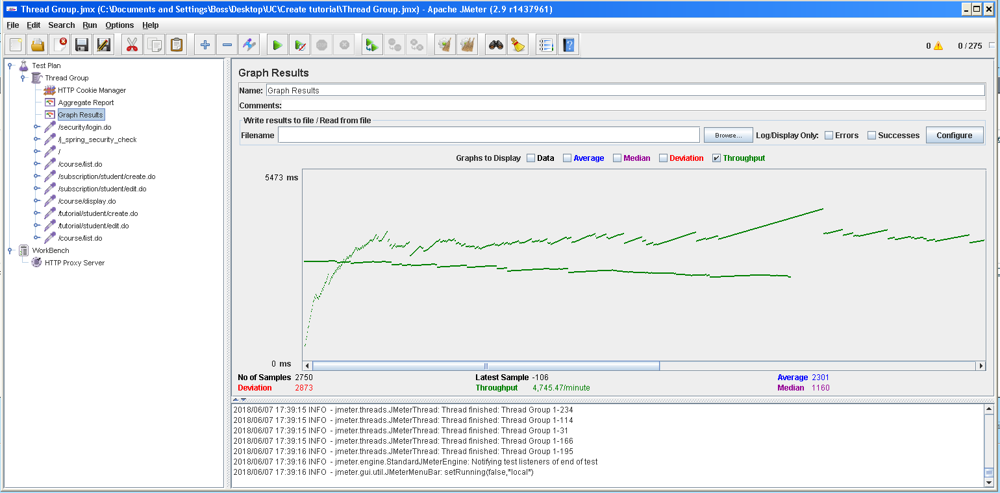 Thread Group.jmx (C:\Documents and Settings\Boss\Desktop\UC\Create tutorial\Thread Group.jmx) - Apache JMeter (2.9 r1437961)
File Edit Search Run Options Help
0 0 / 275
Test Plan
Thread Group
HTTP Cookie Manager
Aggregate Report
Graph Results
/security/login.do
/j_spring_security_check
/
/course/list.do
/subscription/student/create.do
/subscription/student/edit.do
/course/display.do
/tutorial/student/create.do
/tutorial/student/edit.do
/course/list.do
WorkBench
HTTP Proxy Server
Graph Results
Name: Graph Results
Comments:
Write results to file / Read from file
Filename Browse... Log/Display Only: Errors Successes Configure
Graphs to Display Data Average Median Deviation Throughput
5473 ms
0 ms
No of Samples 2750 Latest Sample -106 Average 2301
Deviation 2873 Throughput 4,745.47/minute Median 1160
2018/06/07 17:39:15 INFO - jmeter.threads.JMeterThread: Thread finished: Thread Group 1-234
2018/06/07 17:39:15 INFO - jmeter.threads.JMeterThread: Thread finished: Thread Group 1-114
2018/06/07 17:39:15 INFO - jmeter.threads.JMeterThread: Thread finished: Thread Group 1-31
2018/06/07 17:39:15 INFO - jmeter.threads.JMeterThread: Thread finished: Thread Group 1-166
2018/06/07 17:39:16 INFO - jmeter.threads.JMeterThread: Thread finished: Thread Group 1-195
2018/06/07 17:39:16 INFO - jmeter.engine.StandardJMeterEngine: Notifying test listeners of end of test
2018/06/07 17:39:16 INFO - jmeter.gui.util.JMeterMenuBar: setRunning(false,*local*)